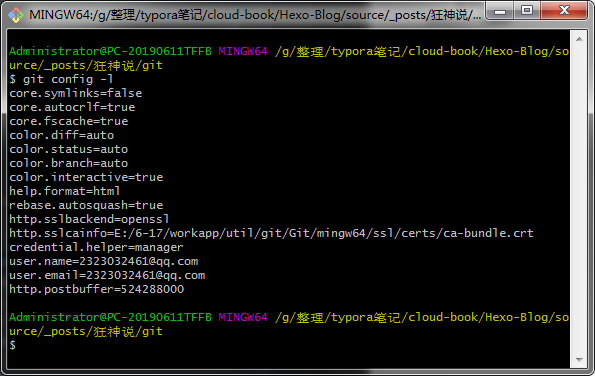 MINGW64:/g/整理/typora笔记/cloud-book/Hexo-Blog/source/_posts/狂神说/...
Administrator@PC-20190611TFFB MINGW64 /g/整理/typora笔记/cloud-book/Hexo-Blog/so
urce/_posts/狂神说/git
$ git config -l
core.symlinks=false
core.autocrlf=true
core.fscache=true
color.diff=auto
color.status=auto
color.branch=auto
color.interactive=true
help.format=html
rebase.autosquash=true
http.sslbackend=openssl
http.sslcainfo=E:/6-17/workapp/util/git/Git/mingw64/ssl/certs/ca-bundle.crt
credential.helper=manager
user.name=2323032461@qq.com
user.email=2323032461@qq.com
http.postbuffer=524288000
Administrator@PC-20190611TFFB MINGW64 /g/整理/typora笔记/cloud-book/Hexo-Blog/so
urce/_posts/狂神说/git
$